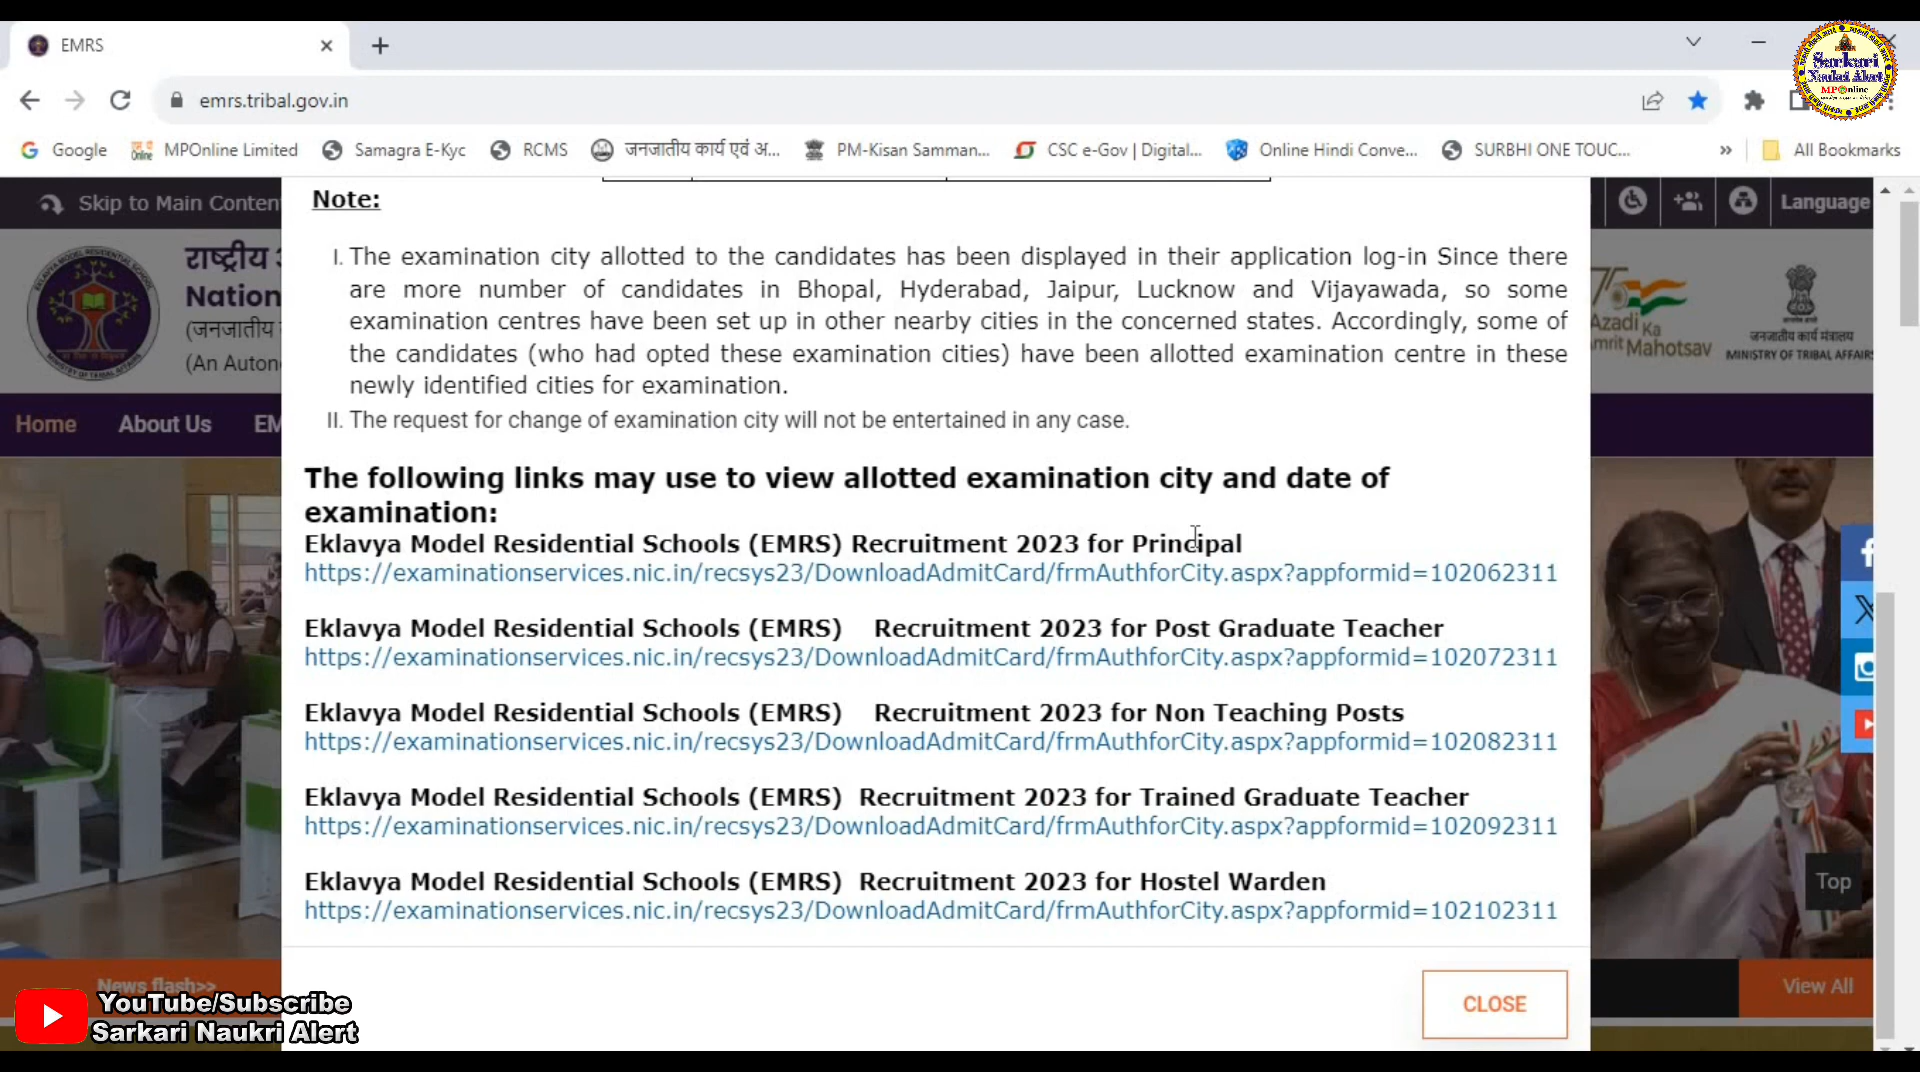 EMRS
emrs.tribal.gov.in
Google MPOnline Limited Samagra E-Kyc RCMS जनजातीय कार्य एवं अ... PM-Kisan Samman... CSC e-Gov | Digital... Online Hindi Conve... SURBHI ONE TOUC... » All Bookmarks
Sarkari
Naukri Alert
MPOnline
Skip to Main Conten
Language
राष्ट्रीय
Nation
(जनजातीय
(An Auton
75
Azadi Ka
Amrit Mahotsav
जनजातीय कार्य मंत्रालय
MINISTRY OF TRIBAL AFFAIRS
Home About Us EM
Note:
I. The examination city allotted to the candidates has been displayed in their application log-in Since there
are more number of candidates in Bhopal, Hyderabad, Jaipur, Lucknow and Vijayawada, so some
examination centres have been set up in other nearby cities in the concerned states. Accordingly, some of
the candidates (who had opted these examination cities) have been allotted examination centre in these
newly identified cities for examination.
II. The request for change of examination city will not be entertained in any case.
The following links may use to view allotted examination city and date of
examination:
Eklavya Model Residential Schools (EMRS) Recruitment 2023 for Principal
https://examinationservices.nic.in/recsys23/DownloadAdmitCard/frmAuthforCity.aspx?appformid=102062311
Eklavya Model Residential Schools (EMRS) Recruitment 2023 for Post Graduate Teacher
https://examinationservices.nic.in/recsys23/DownloadAdmitCard/frmAuthforCity.aspx?appformid=102072311
Eklavya Model Residential Schools (EMRS) Recruitment 2023 for Non Teaching Posts
https://examinationservices.nic.in/recsys23/DownloadAdmitCard/frmAuthforCity.aspx?appformid=102082311
Eklavya Model Residential Schools (EMRS) Recruitment 2023 for Trained Graduate Teacher
https://examinationservices.nic.in/recsys23/DownloadAdmitCard/frmAuthforCity.aspx?appformid=102092311
Eklavya Model Residential Schools (EMRS) Recruitment 2023 for Hostel Warden
https://examinationservices.nic.in/recsys23/DownloadAdmitCard/frmAuthforCity.aspx?appformid=102102311
Top
News flash>>
View All
CLOSE
YouTube/Subscribe
Sarkari Naukri Alert